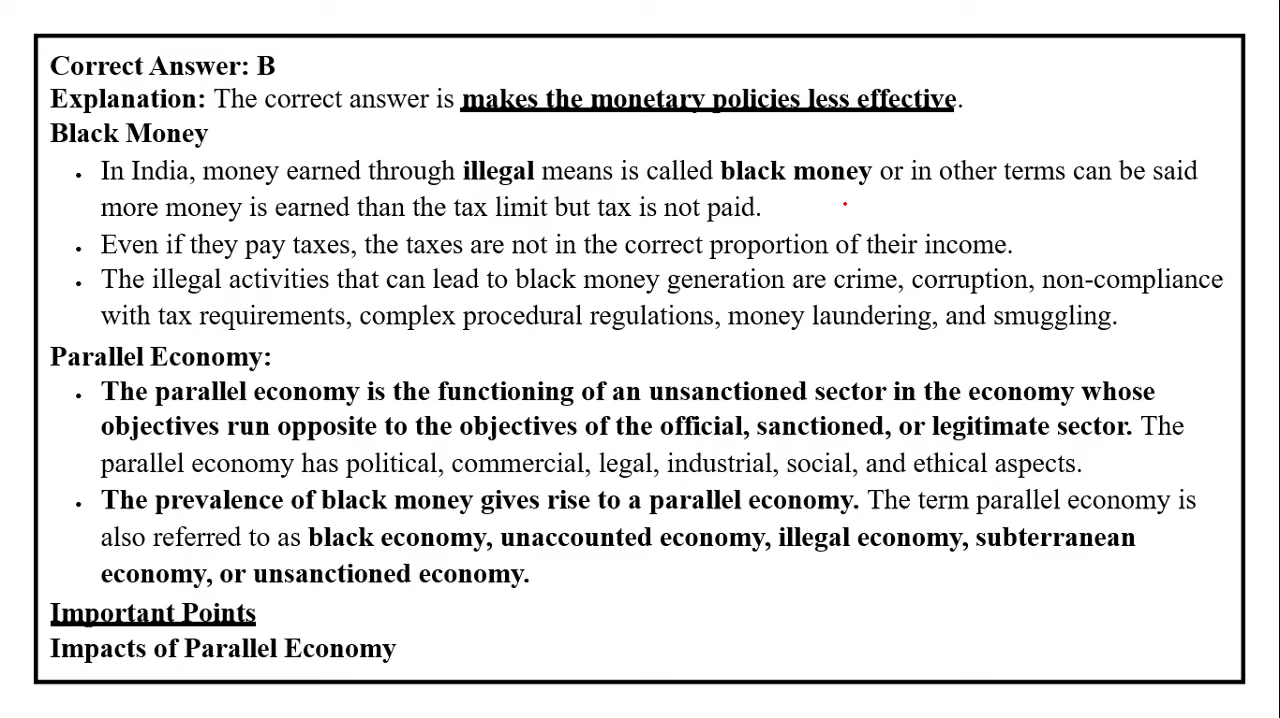 Correct Answer: B
Explanation: The correct answer is makes the monetary policies less effective.
Black Money
• In India, money earned through illegal means is called black money or in other terms can be said
more money is earned than the tax limit but tax is not paid.
• Even if they pay taxes, the taxes are not in the correct proportion of their income.
• The illegal activities that can lead to black money generation are crime, corruption, non-compliance
with tax requirements, complex procedural regulations, money laundering, and smuggling.
Parallel Economy:
• The parallel economy is the functioning of an unsanctioned sector in the economy whose
objectives run opposite to the objectives of the official, sanctioned, or legitimate sector. The
parallel economy has political, commercial, legal, industrial, social, and ethical aspects.
• The prevalence of black money gives rise to a parallel economy. The term parallel economy is
also referred to as black economy, unaccounted economy, illegal economy, subterranean
economy, or unsanctioned economy.
Important Points
Impacts of Parallel Economy